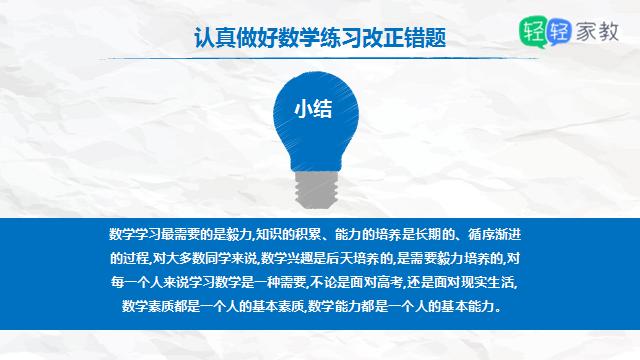 认真做好数学练习改正错题
轻轻家教
小结
数学学习最需要的是毅力,知识的积累、能力的培养是长期的、循序渐进
的过程,对大多数同学来说,数学兴趣是后天培养的,是需要毅力培养的,对
每一个人来说学习数学是一种需要,不论是面对高考,还是面对现实生活,
数学素质都是一个人的基本素质,数学能力都是一个人的基本能力。